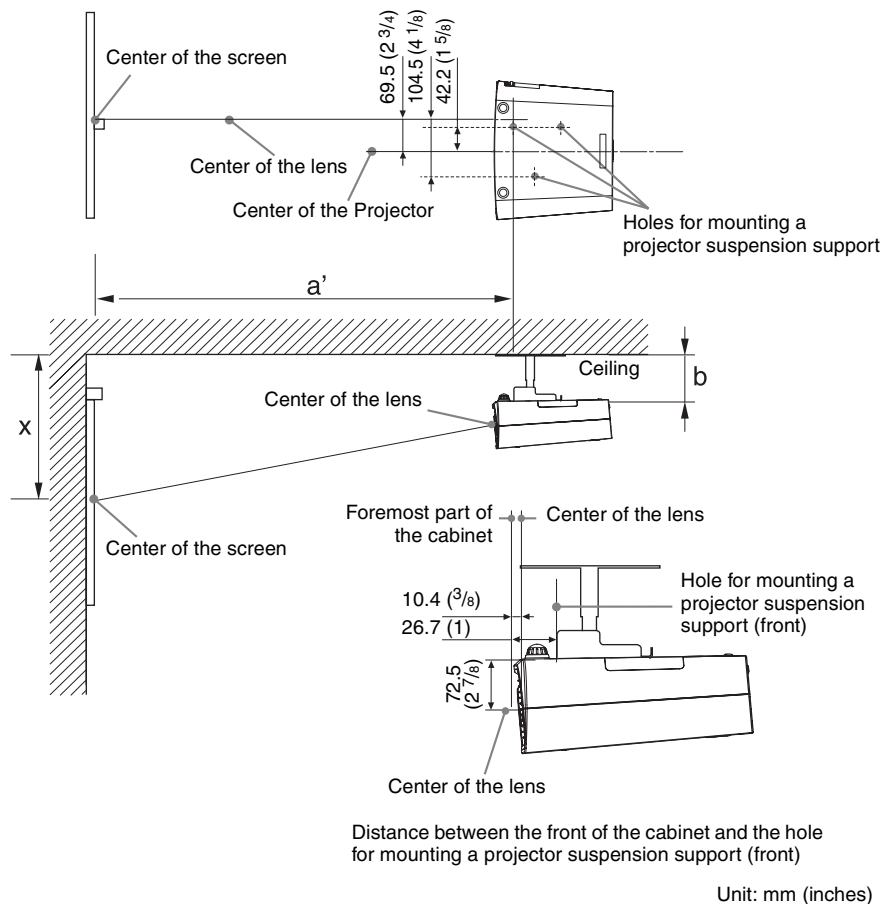 69.5 (2 3/4)
104.5 (4 1/8)
42.2 (1 5/8)
Center of the screen
Center of the lens
Center of the Projector
Holes for mounting a
projector suspension support
a’
Ceiling
b
x
Center of the lens
Center of the screen
Foremost part of
the cabinet
Center of the lens
10.4 (3/8)
26.7 (1)
Hole for mounting a
projector suspension
support (front)
72.5
(2 7/8)
Center of the lens
Distance between the front of the cabinet and the hole
for mounting a projector suspension support (front)
Unit: mm (inches)